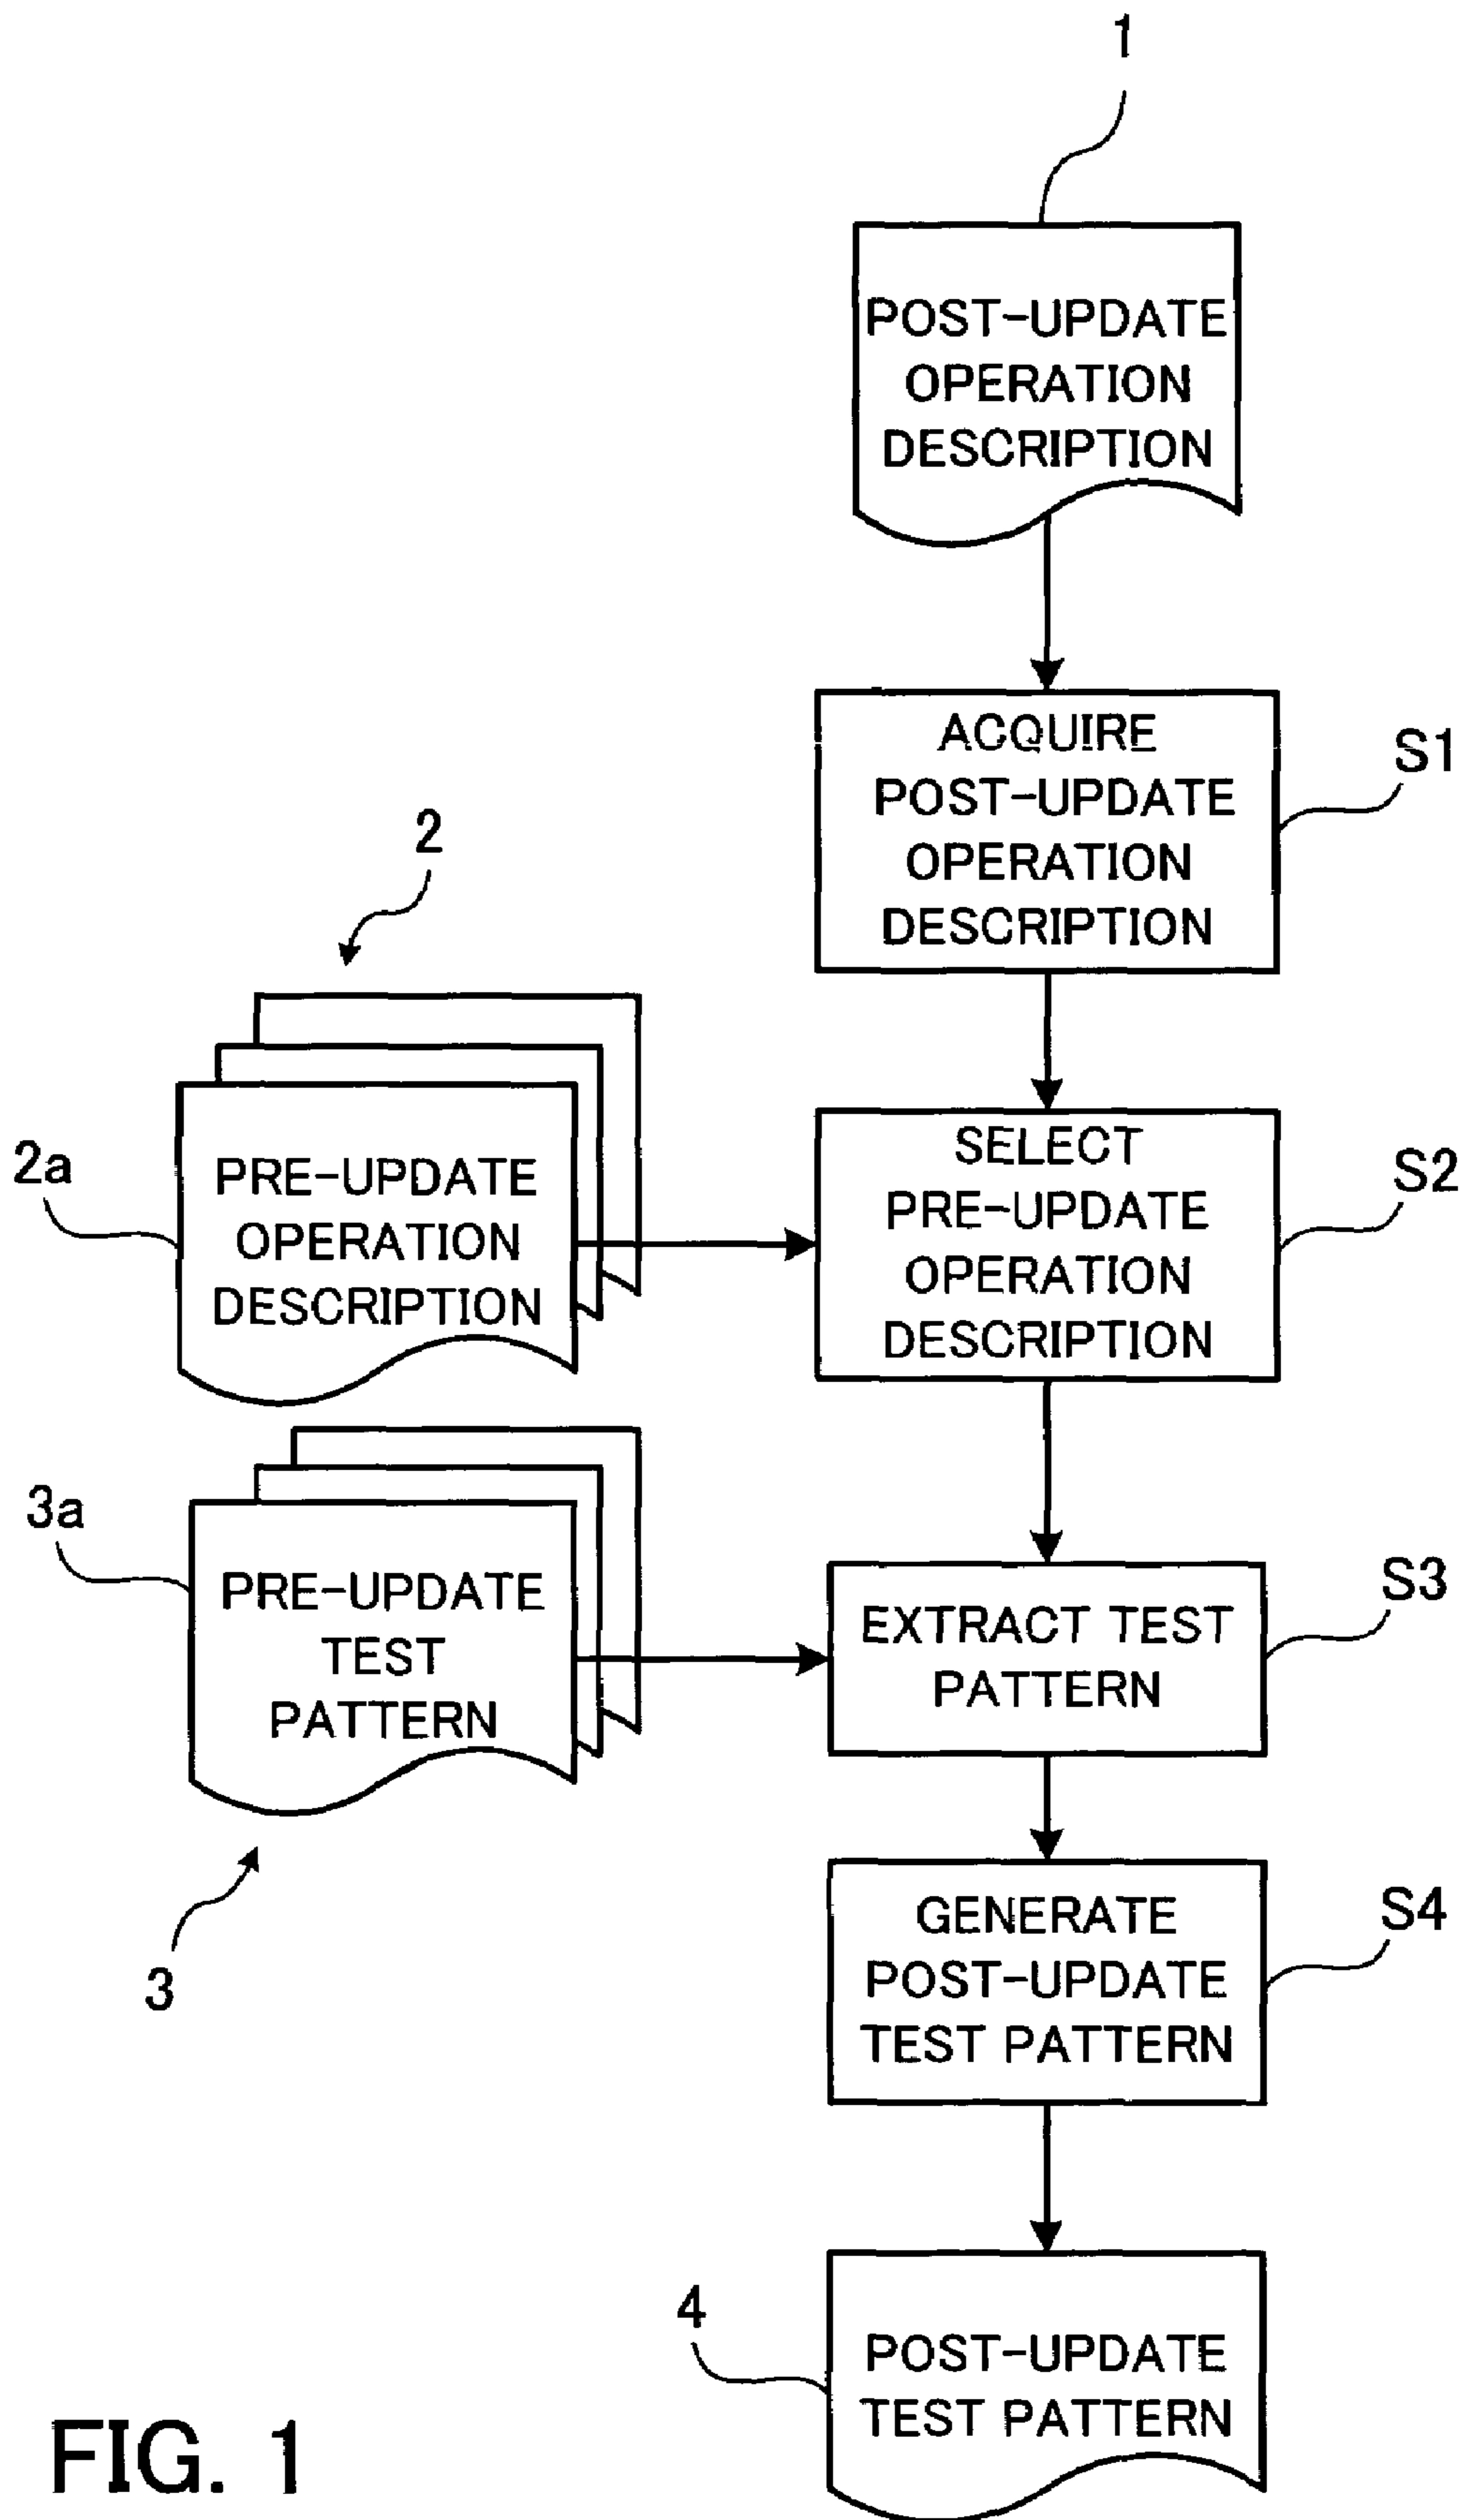 1
POST-UPDATE
OPERATION
DESCRIPTION
ACQUIRE
POST-UPDATE
OPERATION
DESCRIPTION
S1
2
2a
PRE-UPDATE
OPERATION
DESCRIPTION
SELECT
PRE-UPDATE
OPERATION
DESCRIPTION
S2
3a
PRE-UPDATE
TEST
PATTERN
3
EXTRACT TEST
PATTERN
S3
GENERATE
POST-UPDATE
TEST PATTERN
S4
4
POST-UPDATE
TEST PATTERN
FIG. 1